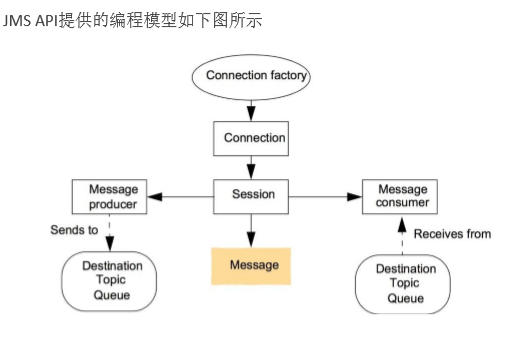 JMS API提供的编程模型如下图所示
Connection factory
Connection
Message
producer
Session
Message
consumer
Sends to
Receives from
Destination
Topic
Queue
Message
Destination
Topic
Queue